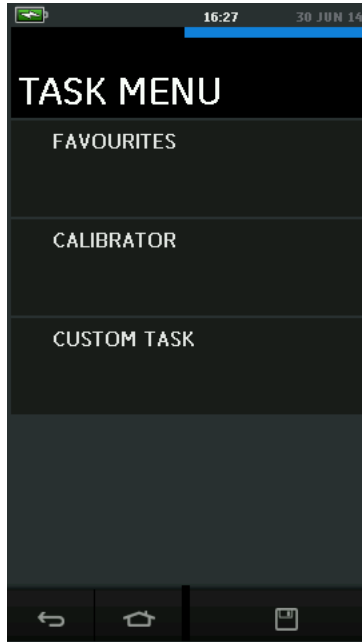 16:27 30 JUN 14
TASK MENU
FAVOURITES
CALIBRATOR
CUSTOM TASK